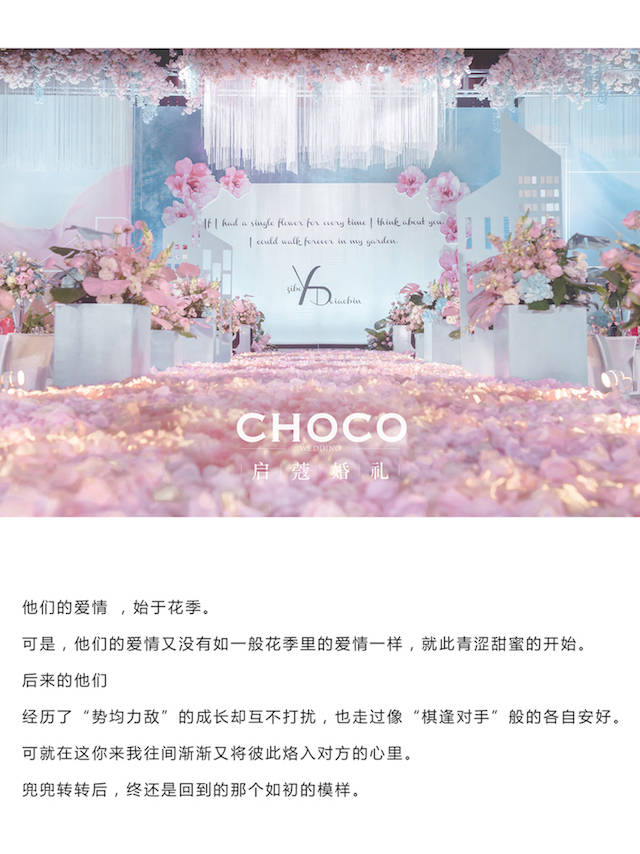 If I had a single flower for every time I think about you,
I could walk forever in my garden.
Y
D
xiaobin
CHOCO
WEDDING
启蔻婚礼
他们的爱情 ，始于花季。
可是，他们的爱情又没有如一般花季里的爱情一样，就此青涩甜蜜的开始。
后来的他们
经历了“势均力敌”的成长却互不打扰，也走过像“棋逢对手”般的各自安好。
可就在这你来我往间渐渐又将彼此烙入对方的心里。
兜兜转转后，终还是回到的那个如初的模样。